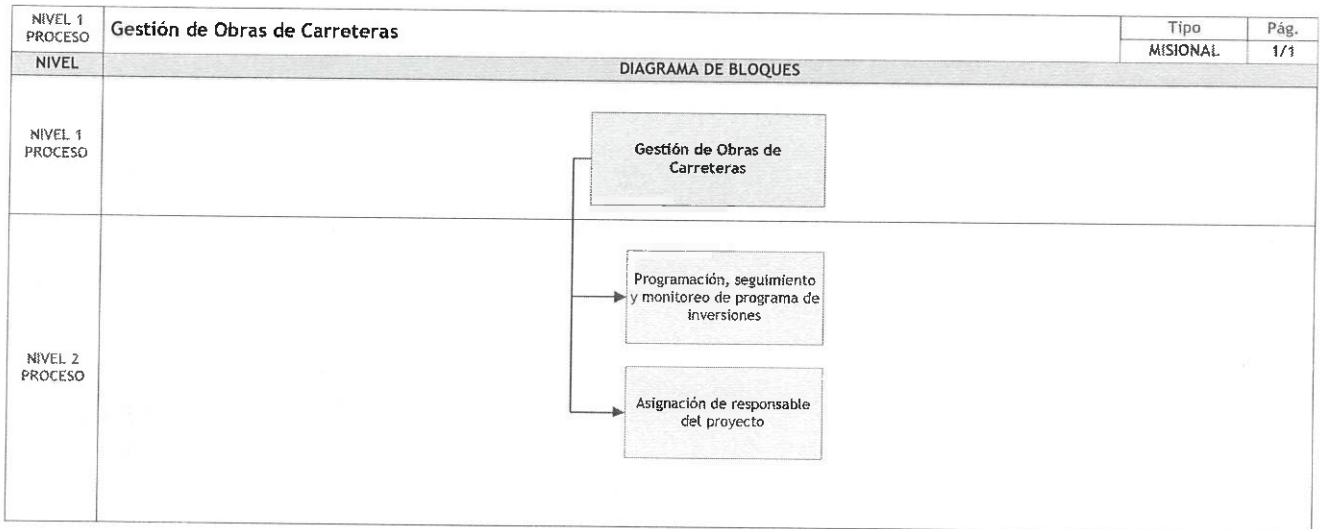 NIVEL 1
PROCESO
Gestión de Obras de Carreteras
Tipo
Pág.
MISIONAL
1/1
NIVEL
DIAGRAMA DE BLOQUES
NIVEL 1
PROCESO
Gestión de Obras de
Carreteras
NIVEL 2
PROCESO
Programación, seguimiento
y monitoreo de programa de
inversiones
Asignación de responsable
del proyecto